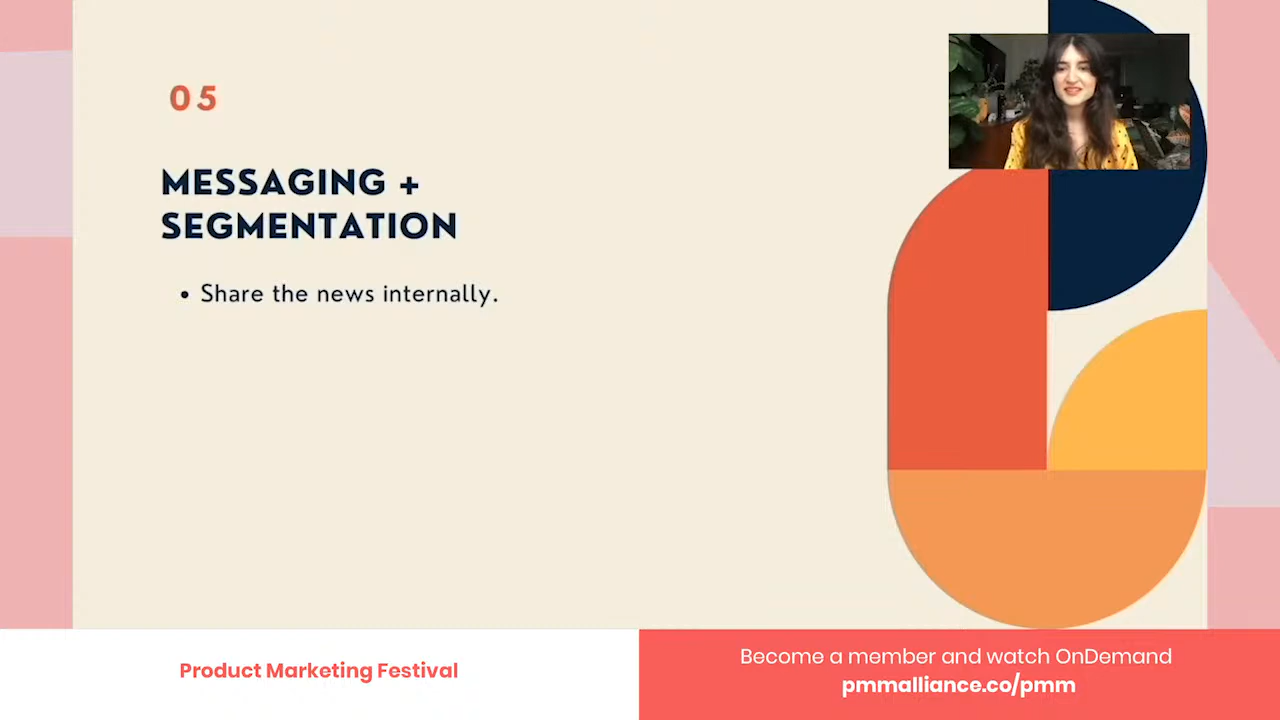 05
MESSAGING +
SEGMENTATION
• Share the news internally.
Product Marketing Festival
Become a member and watch OnDemand
pmmalliance.co/pmm